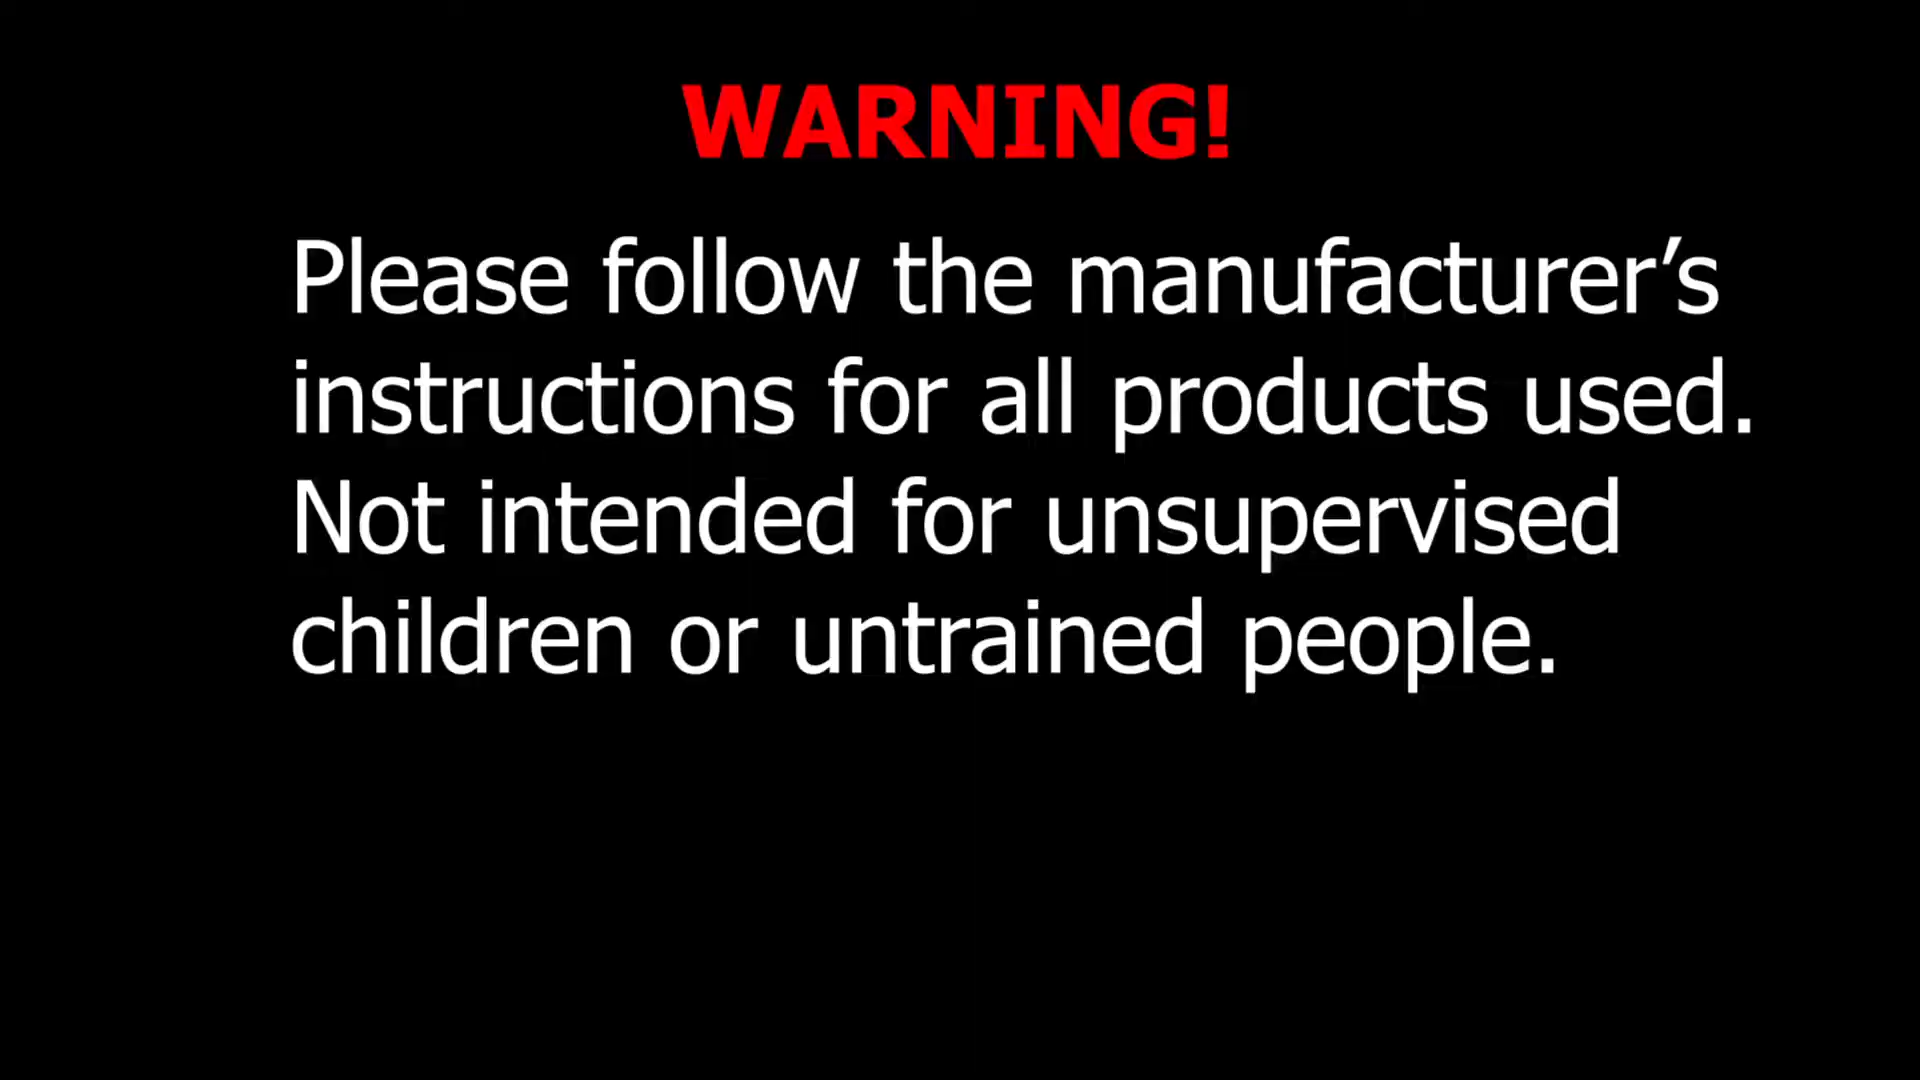 WARNING!
Please follow the manufacturer’s
instructions for all products used.
Not intended for unsupervised
children or untrained people.